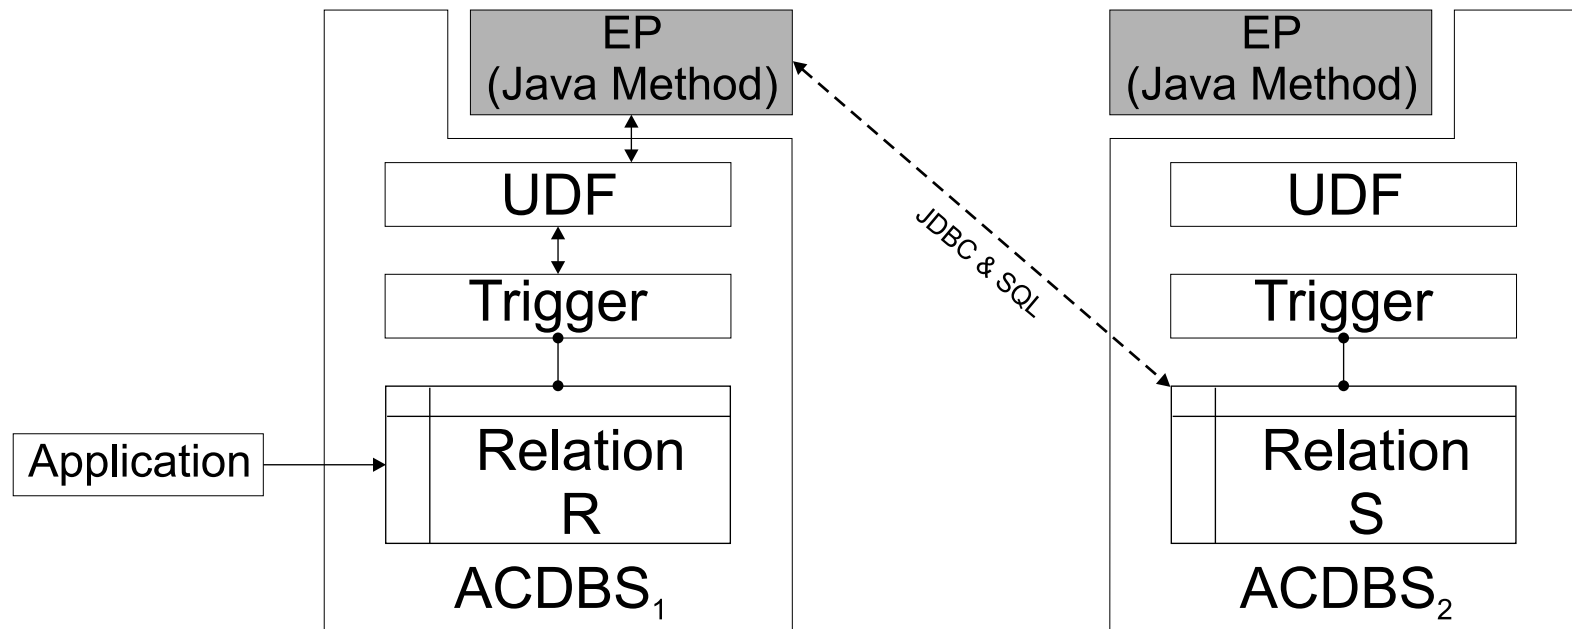 EP
(Java Method)
UDF
Trigger
Application
Relation
R
ACDBS₁
JDBC & SQL
EP
(Java Method)
UDF
Trigger
Relation
S
ACDBS₂